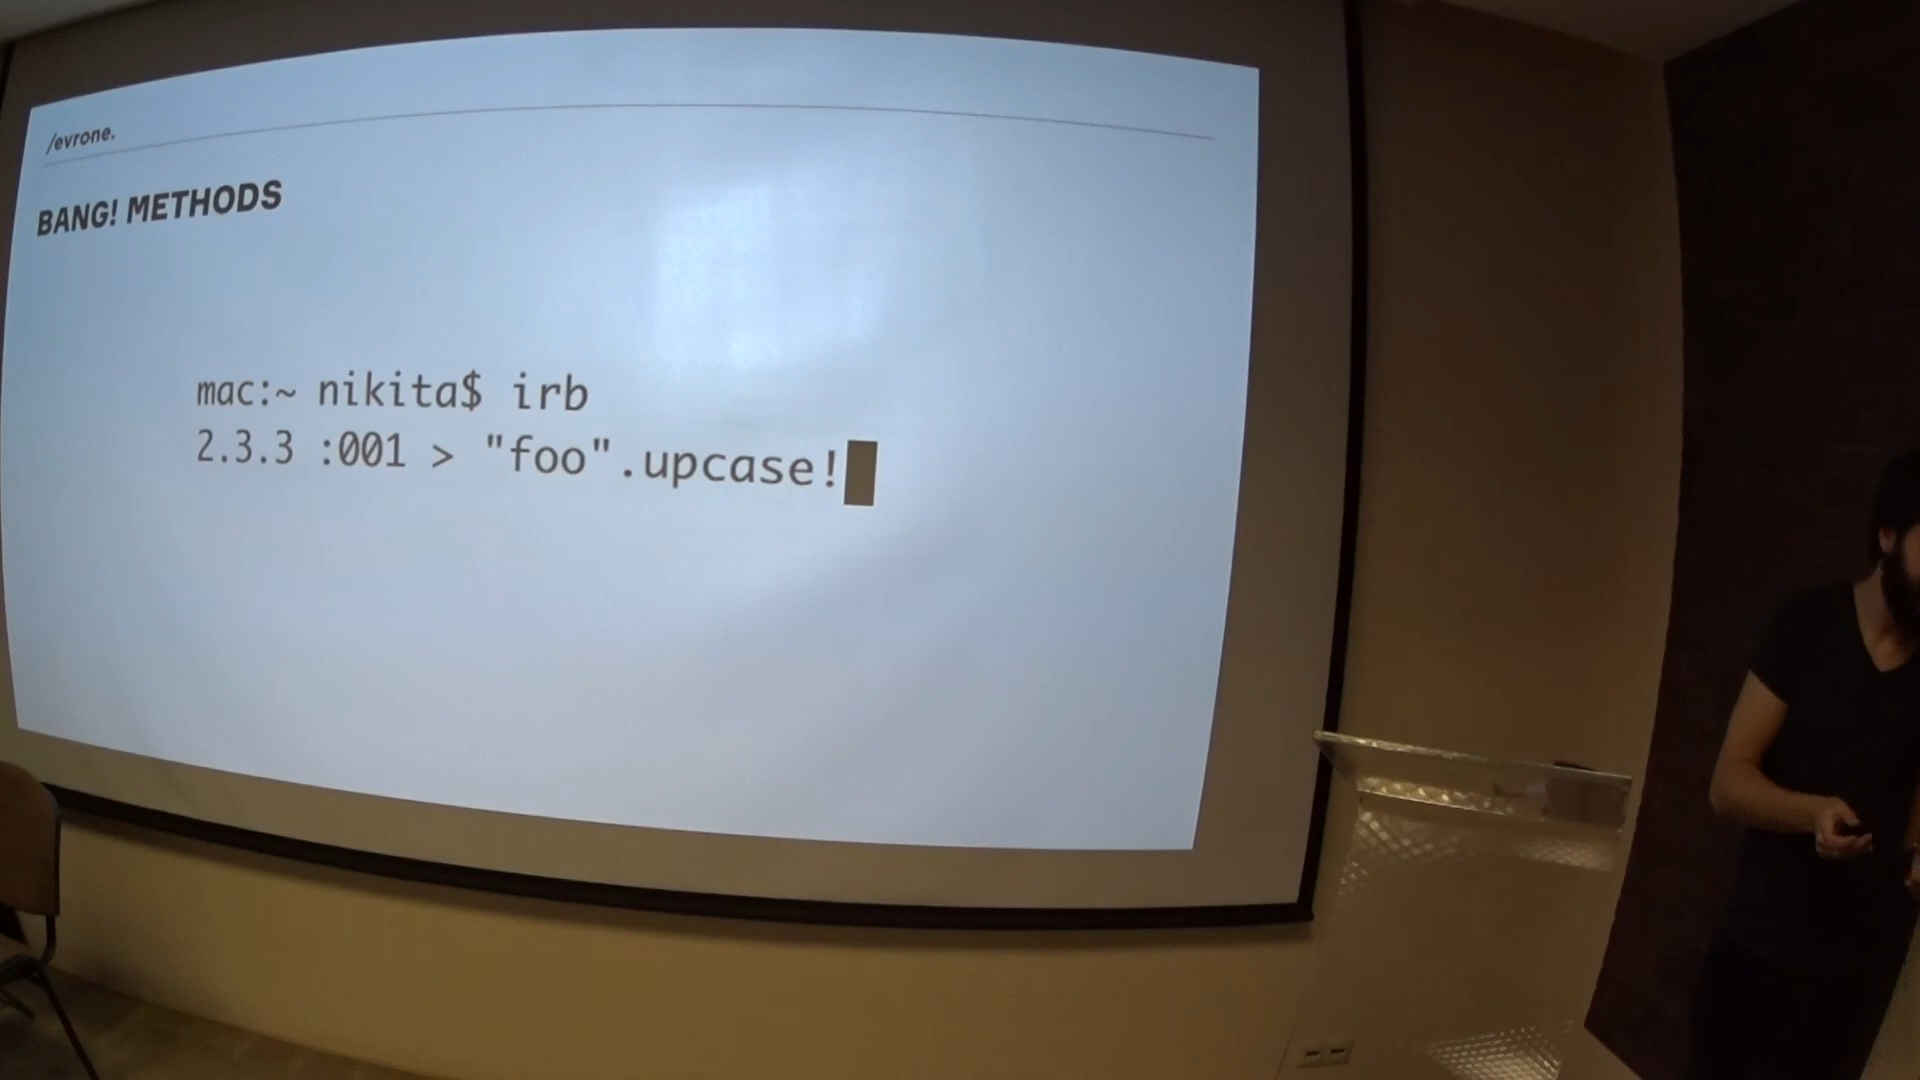 /evrone.
BANG! METHODS
mac:~ nikita$ irb
2.3.3 :001 > "foo".upcase!